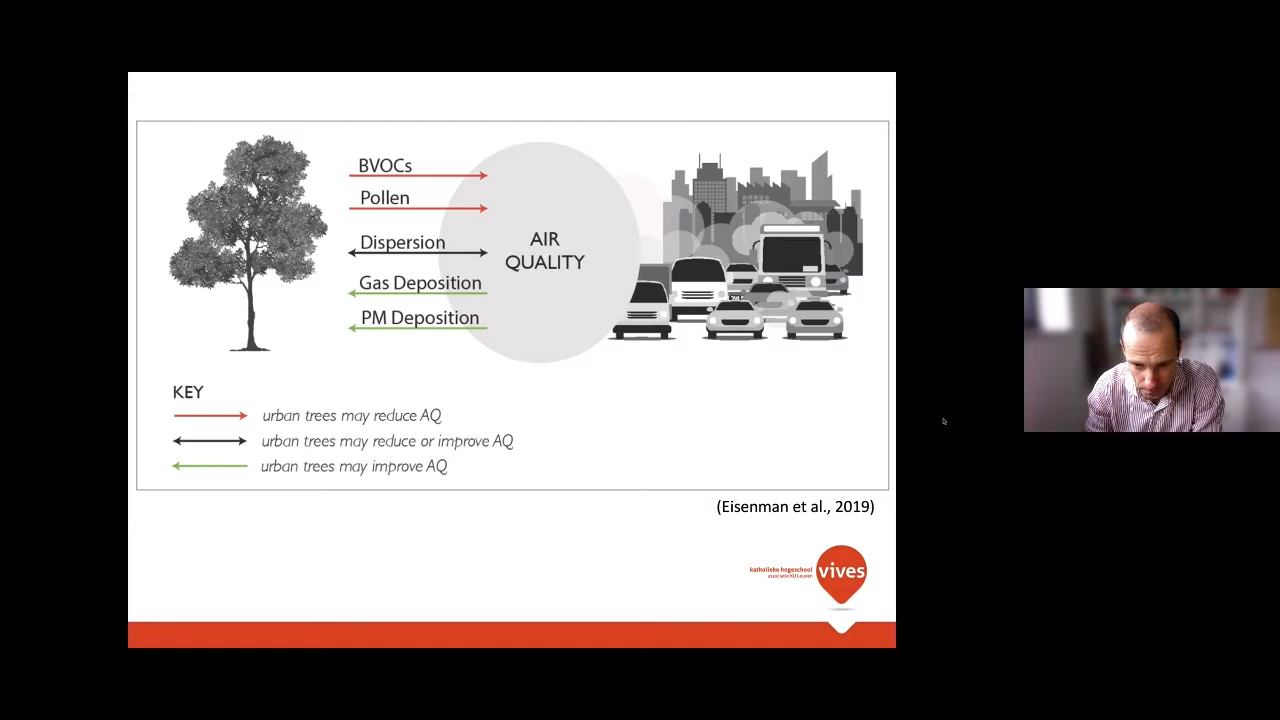 BVOCs
Pollen
Dispersion
Gas Deposition
PM Deposition
AIR
QUALITY
KEY
urban trees may reduce AQ
urban trees may reduce or improve AQ
urban trees may improve AQ
(Eisenman et al., 2019)
katholieke hogeschool
associatie KU Leuven
vives